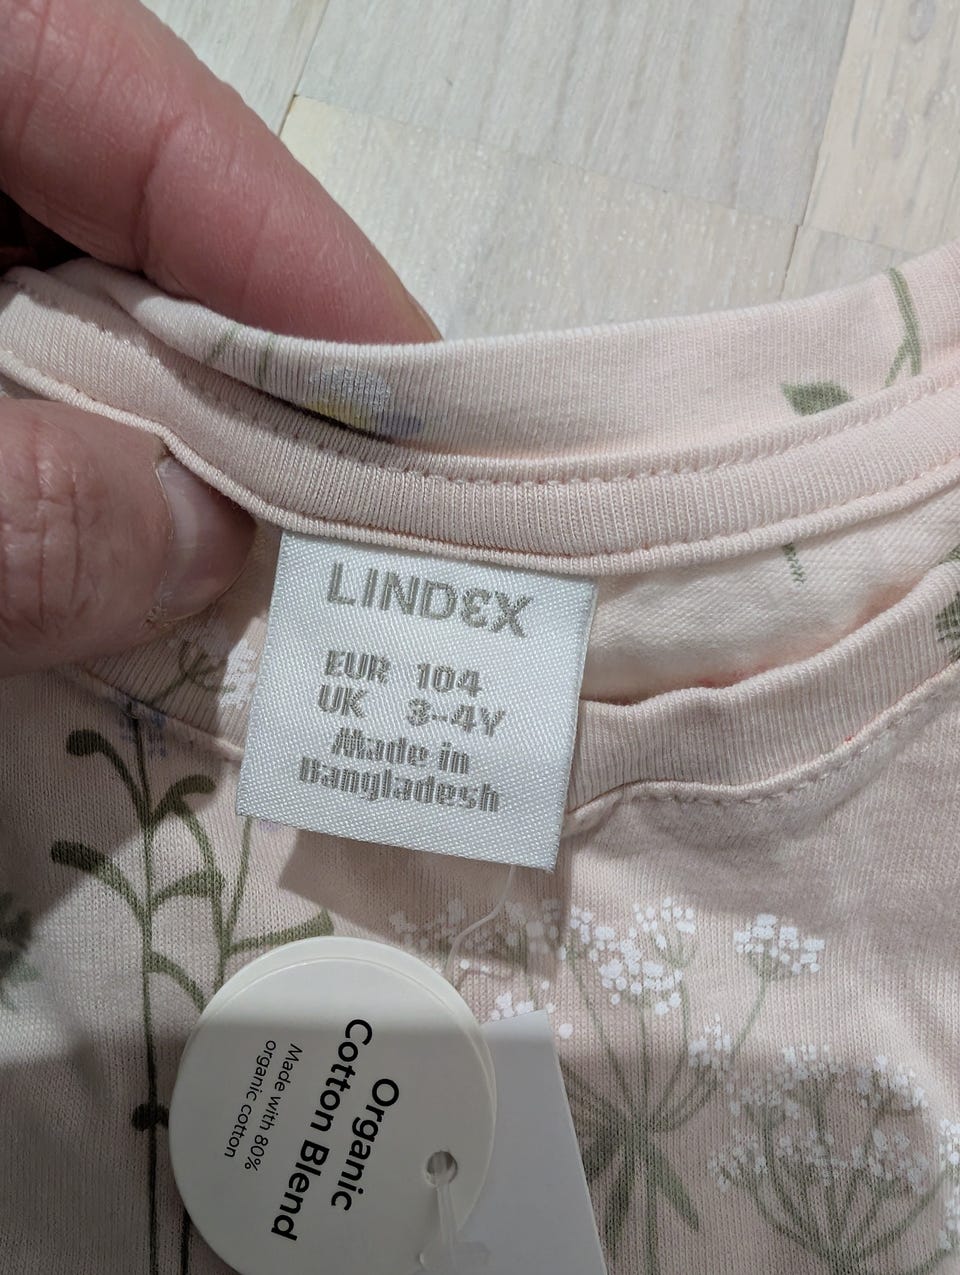 LINDEX
EUR 104
UK 3-4Y
Made in
Bangladesh
Organic
Cotton Blend
Made with 80%
organic cotton